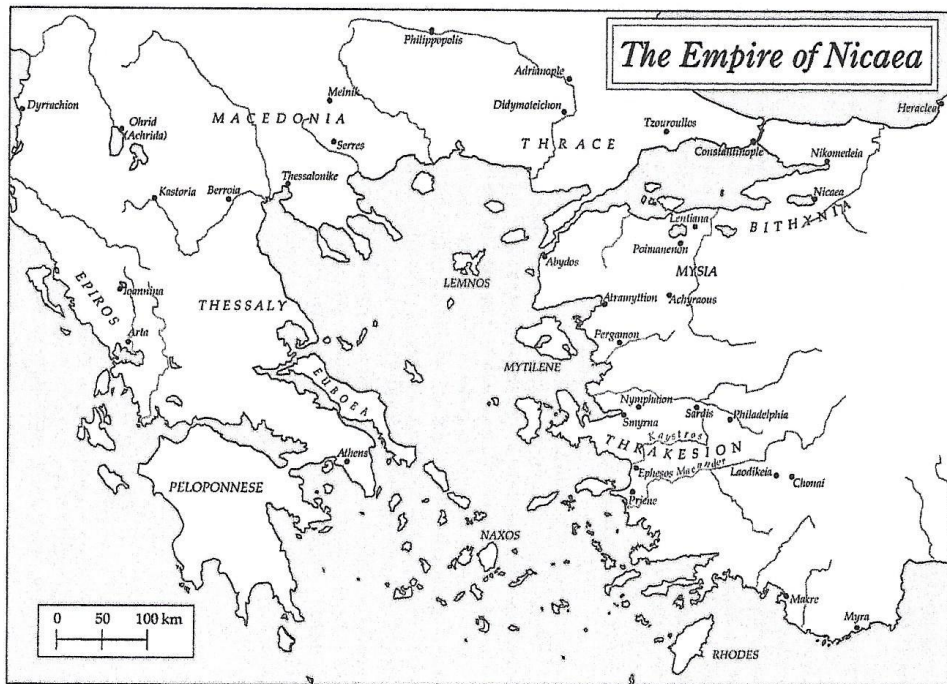 The Empire of Nicaea
Philippopolis
Adrianople
Melnik
Didymoteichon
Heraclea
Dyrrachion
MACEDONIA
Ohrid
(Achrida)
Serres
THRACE
Tzouroullos
Constantinople
Nikomedeia
Thessalonike
Kastoria
Berroia
Nicaea
BITHYNIA
Lentiana
Poimanenon
Abydos
LEMNOS
MYSIA
EPIROS
Ioannina
THESSALY
Atramyttion
Achyraous
Arta
Pergamon
MYTILENE
EUBOEA
Nymphaion
Sardis
Philadelphia
Smyrna
THRAKESION
Kaystros
Athens
Ephesos
Maeander
Laodikeia
Chonai
PELOPONNESE
Priene
NAXOS
Makre
Myra
RHODES
0 50 100 km